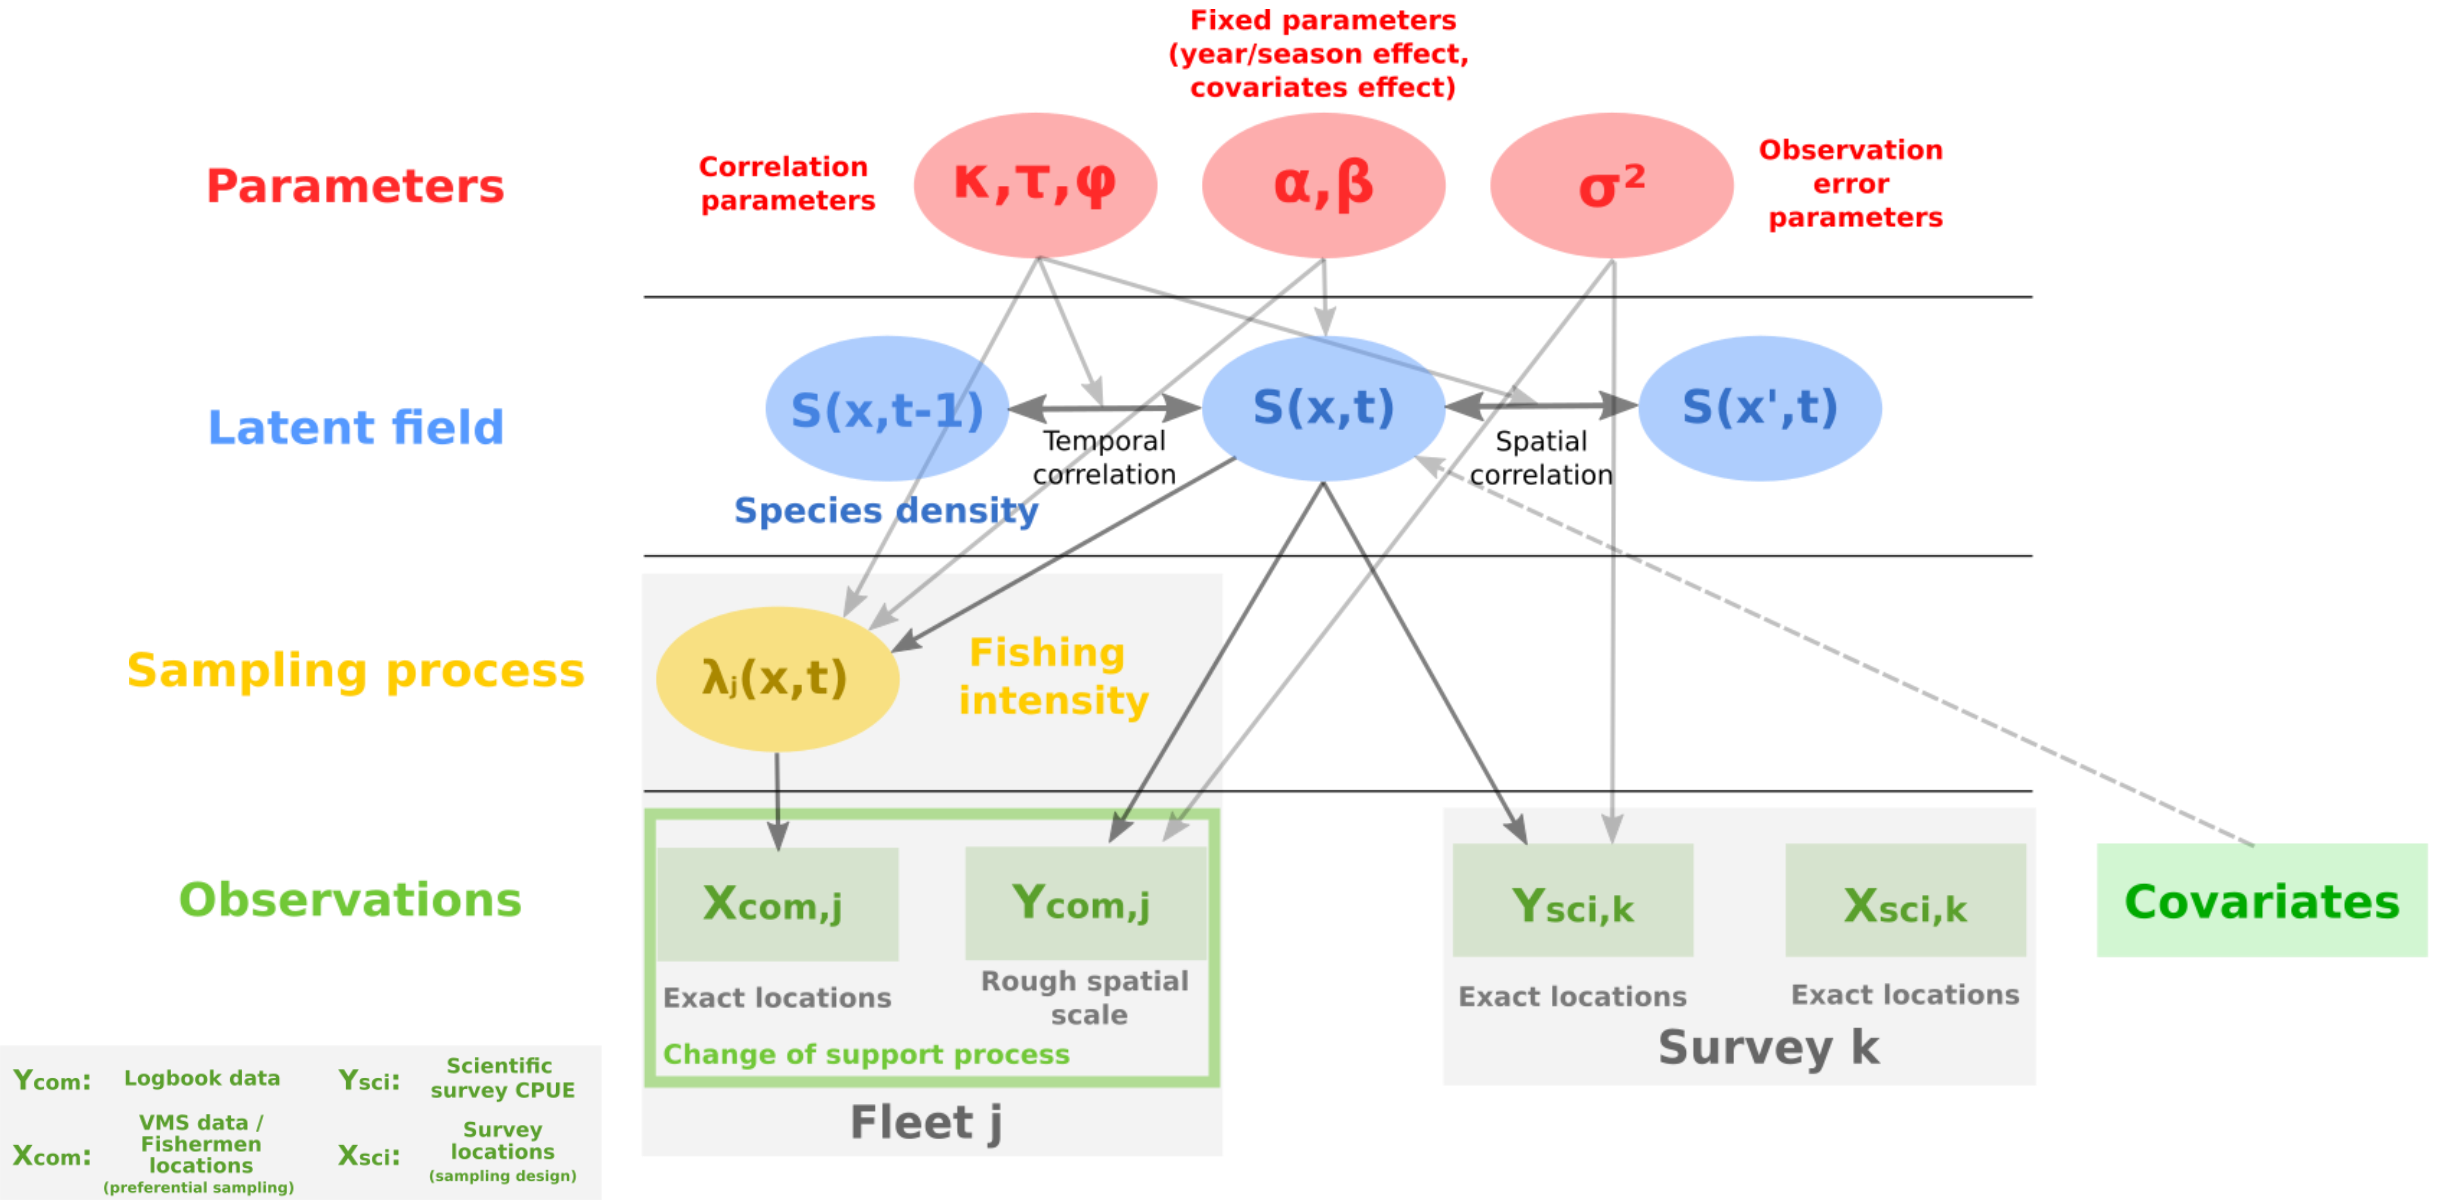 Fixed parameters
(year/season effect,
covariates effect)
Parameters
Correlation
parameters
κ,τ,φ
α,β
σ²
Observation
error
parameters
Latent field
S(x,t-1)
S(x,t)
S(x',t)
Temporal
correlation
Spatial
correlation
Species density
Sampling process
λj(x,t)
Fishing
intensity
Observations
Xcom,j
Ycom,j
Ysci,k
Xsci,k
Covariates
Exact locations
Rough spatial
scale
Exact locations
Exact locations
Change of support process
Survey k
Fleet j
Ycom: Logbook data
Ysci: Scientific
survey CPUE
Xcom: VMS data /
Fishermen
locations
(preferential sampling)
Xsci: Survey
locations
(sampling design)